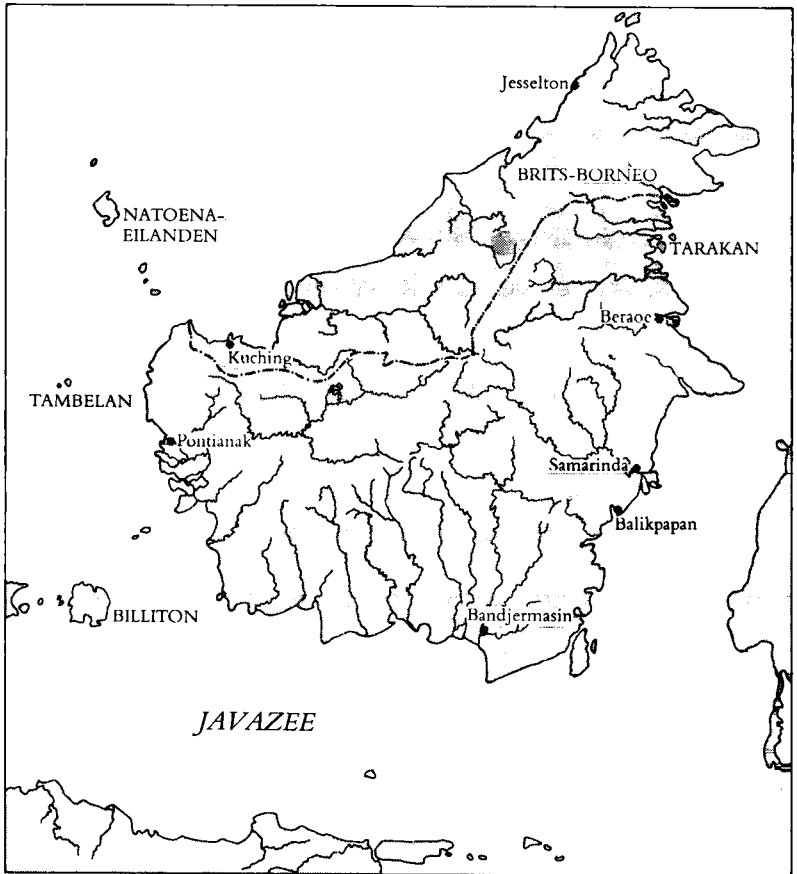 Jesselton
BRITS-BORNEO
NATOENA-
EILANDEN
TARAKAN
Beraoe
Kuching
TAMBELAN
Pontianak
Samarinda
Balikpapan
BILLITON
Bandjermasin
JAVAZEE